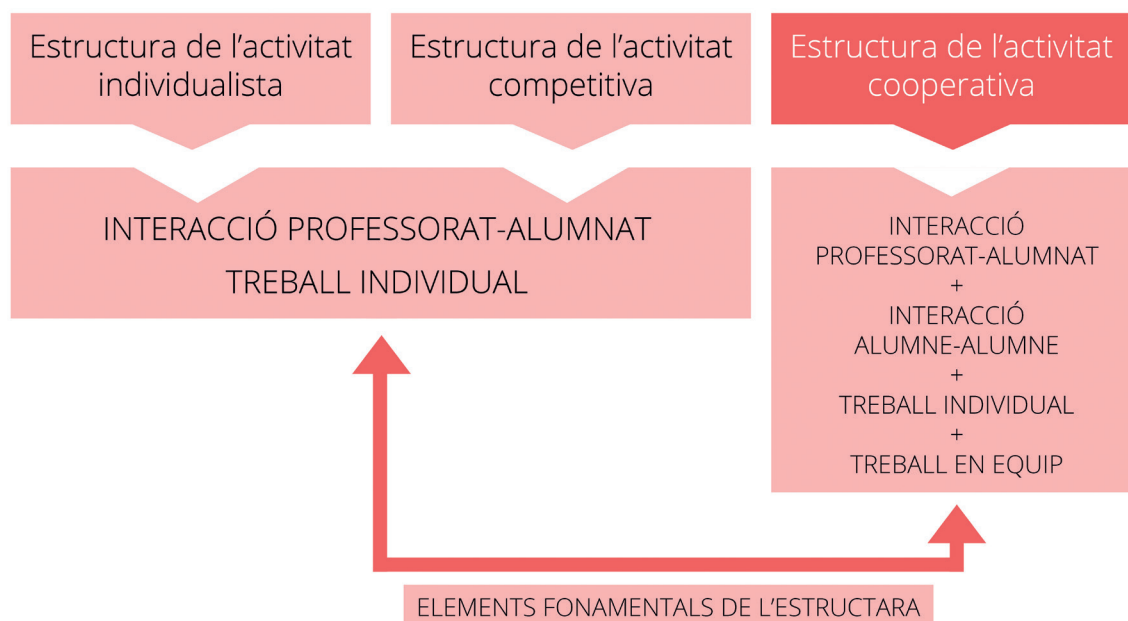 Estructura de l’activitat
individualista
Estructura de l’activitat
competitiva
Estructura de l’activitat
cooperativa
INTERACCIÓ PROFESSORAT-ALUMNAT
TREBALL INDIVIDUAL
INTERACCIÓ
PROFESSORAT-ALUMNAT
+
INTERACCIÓ
ALUMNE-ALUMNE
+
TREBALL INDIVIDUAL
+
TREBALL EN EQUIP
ELEMENTS FONAMENTALS DE L’ESTRUCTARA